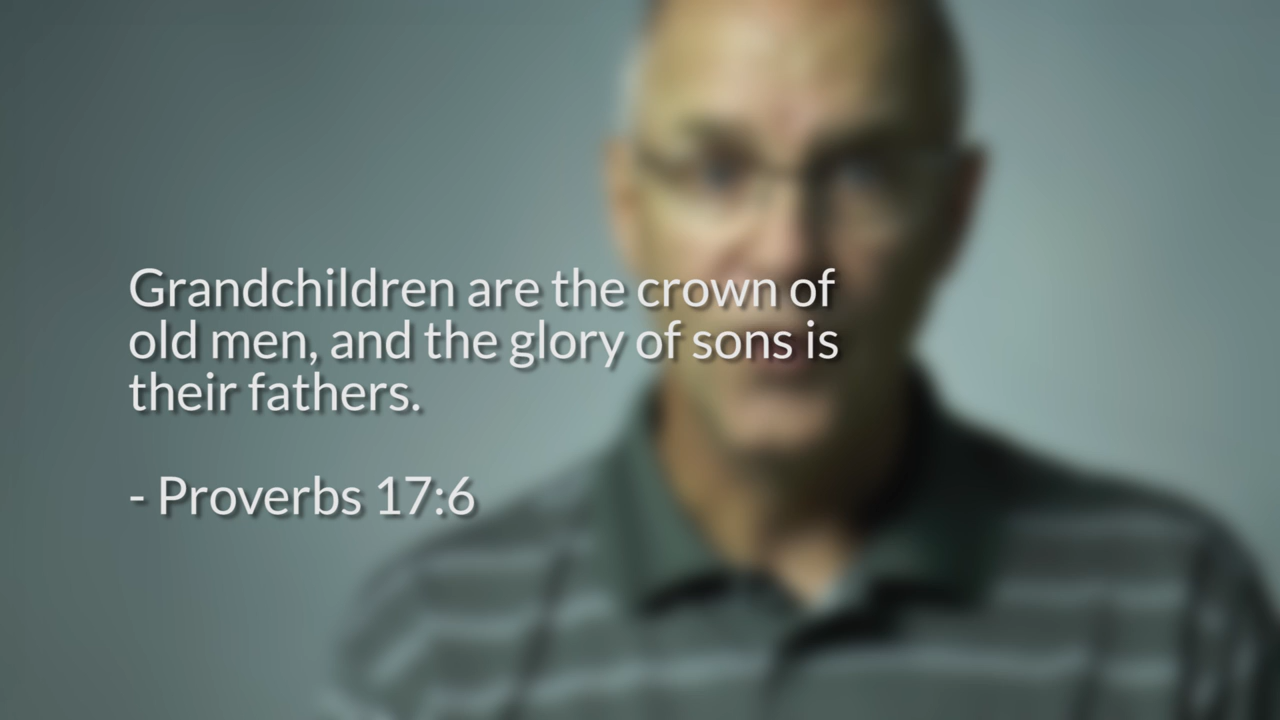 Grandchildren are the crown of
old men, and the glory of sons is
their fathers.
- Proverbs 17:6